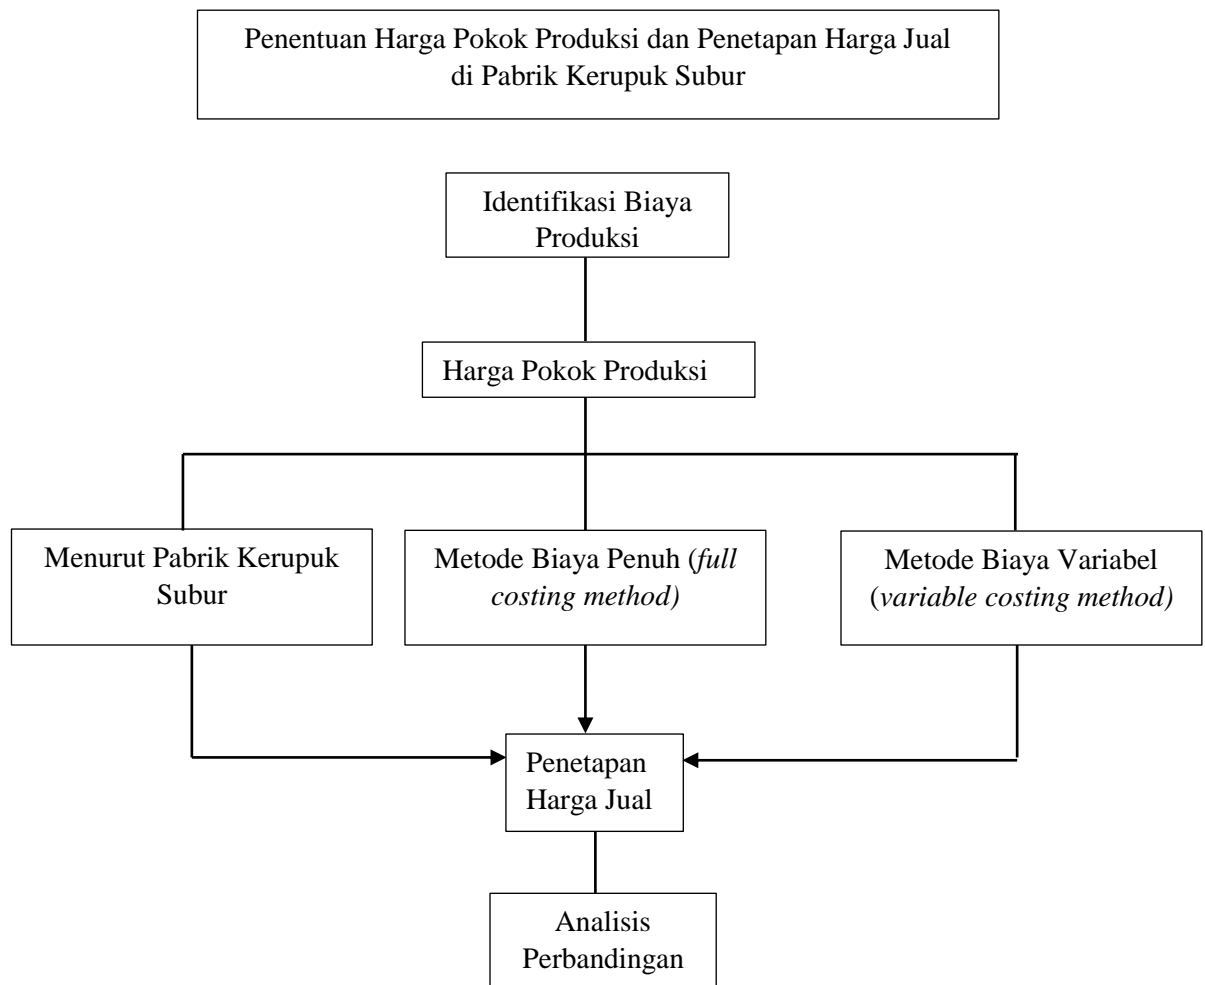 Penentuan Harga Pokok Produksi dan Penetapan Harga Jual
di Pabrik Kerupuk Subur
Identifikasi Biaya
Produksi
Harga Pokok Produksi
Menurut Pabrik Kerupuk
Subur
Metode Biaya Penuh (full
costing method)
Metode Biaya Variabel
(variable costing method)
Penetapan
Harga Jual
Analisis
Perbandingan